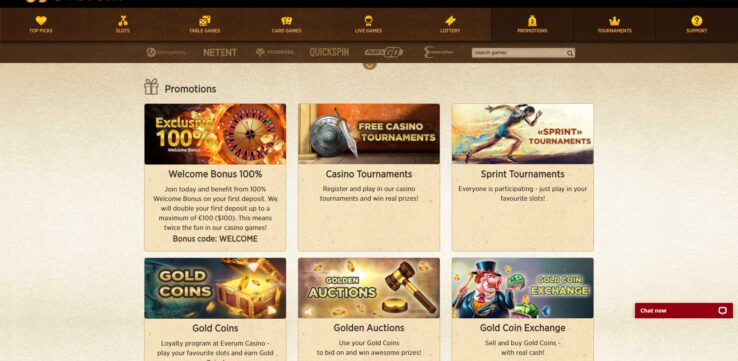 TOP PICKS
SLOTS
TABLE GAMES
CARD GAMES
LIVE GAMES
LOTTERY
PROMOTIONS
TOURNAMENTS
SUPPORT
Microgaming
NETENT
YGGDRASIL
QUICKSPIN
PLAY'N GO
search games
Promotions
Exclusive
100%
Welcome Bonus
FREE CASINO
TOURNAMENTS
«SPRINT»
TOURNAMENTS
Welcome Bonus 100%
Join today and benefit from 100%
Welcome Bonus on your first deposit. We
will double your first deposit up to a
maximum of €100 ($100). This means
twice the fun in our casino games!
Bonus code: WELCOME
Casino Tournaments
Register and play in our casino
tournaments and win real prizes!
Sprint Tournaments
Everyone is participating - just play in your
favourite slots!
GOLD
COINS
GOLDEN
AUCTIONS
GOLD COIN
EXCHANGE
Gold Coins
Loyalty program at Everum Casino -
play your favourite slots and earn Gold
Golden Auctions
Use your Gold Coins
to bid on and win awesome prizes!
Gold Coin Exchange
Sell and buy Gold Coins -
with real cash!
Chat now